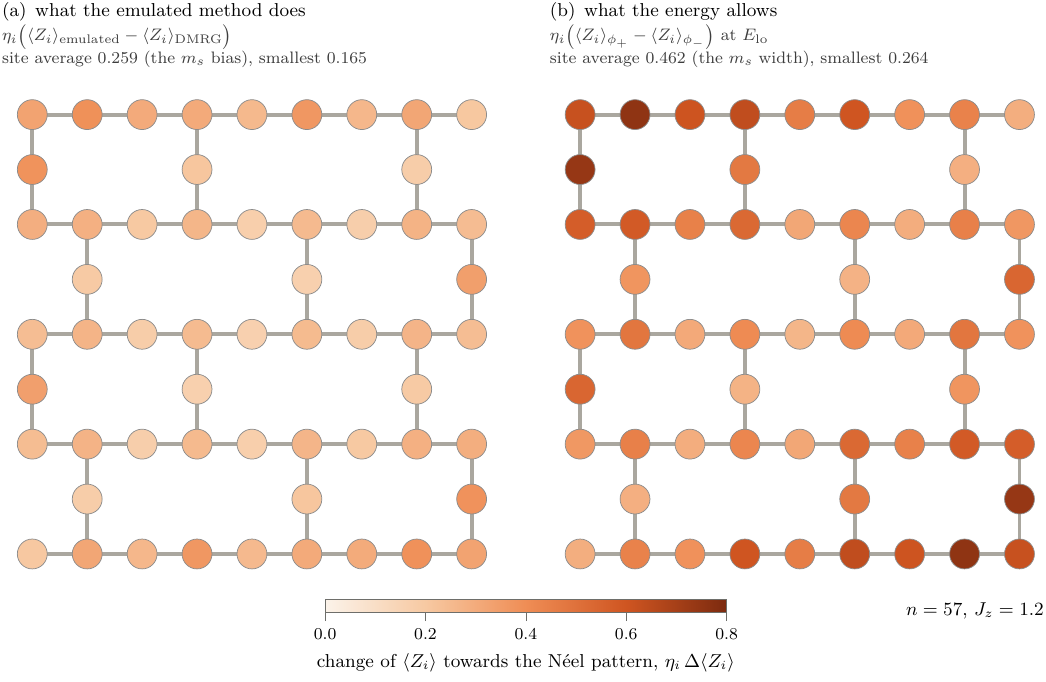 (a) what the emulated method does
η_i(⟨Z_i⟩_emulated − ⟨Z_i⟩_DMRG)
site average 0.259 (the m_s bias), smallest 0.165
(b) what the energy allows
η_i(⟨Z_i⟩_ϕ₊ − ⟨Z_i⟩_ϕ₋) at E_lo
site average 0.462 (the m_s width), smallest 0.264
0.0 0.2 0.4 0.6 0.8
change of ⟨Z_i⟩ towards the Néel pattern, η_i Δ⟨Z_i⟩
n = 57, J_z = 1.2